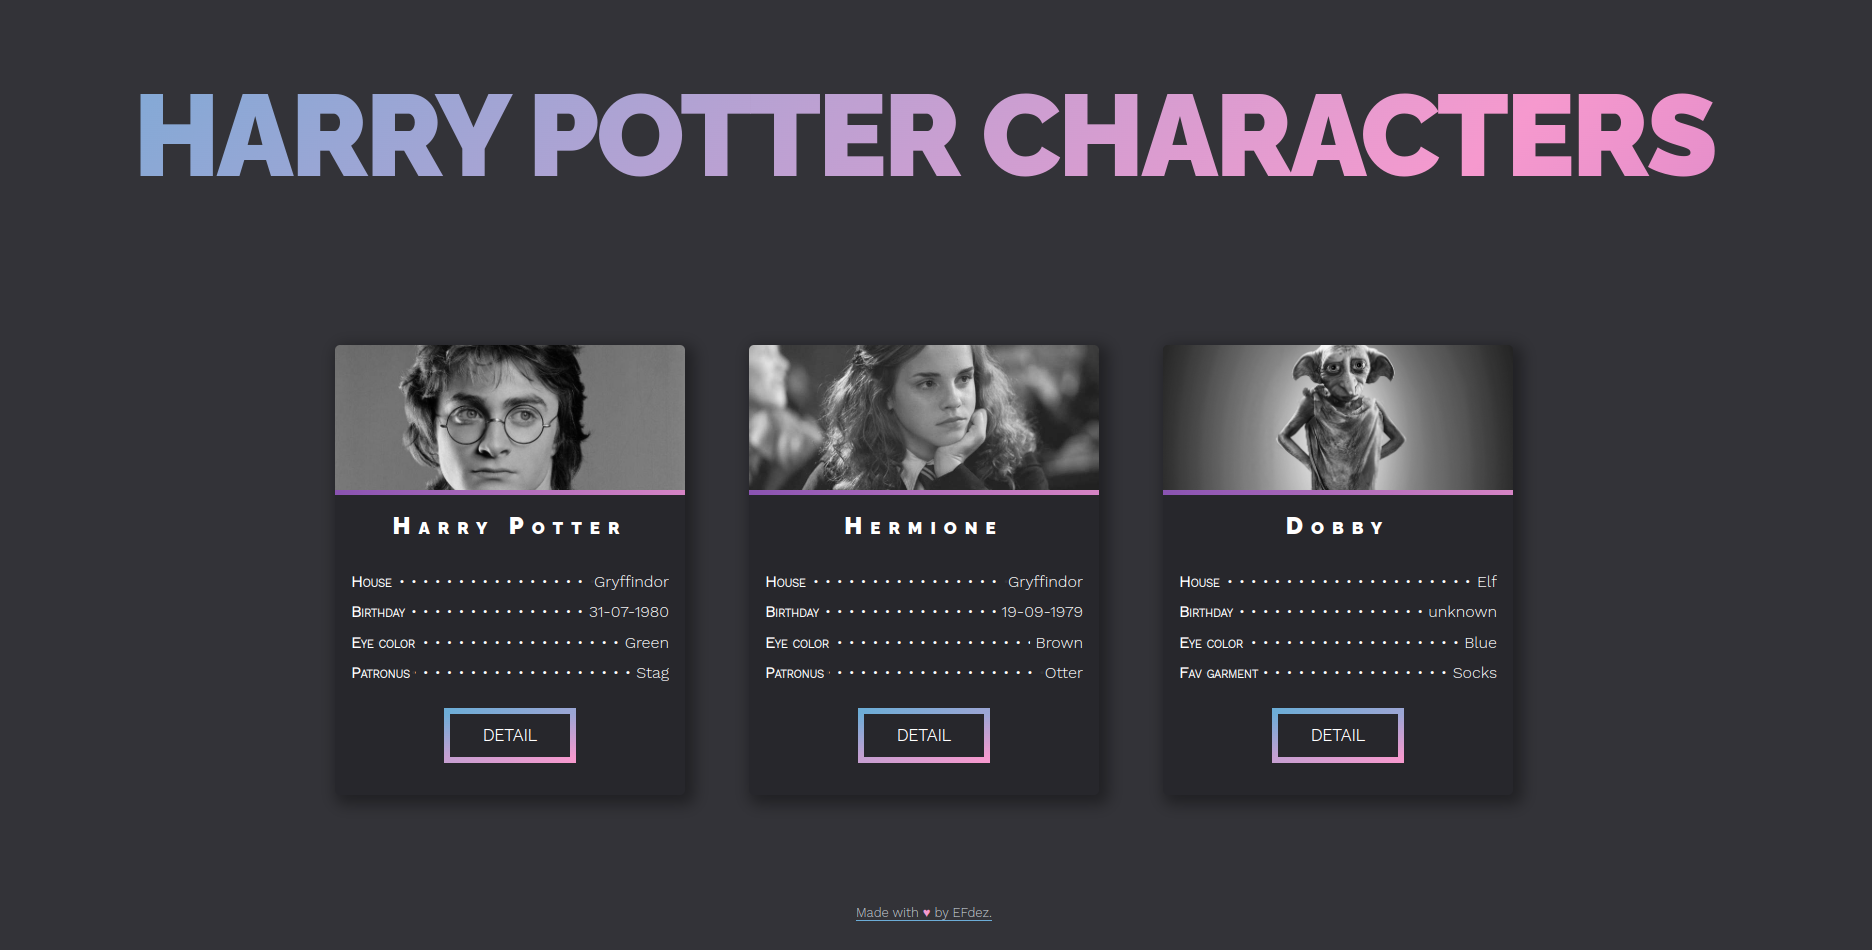 HARRY POTTER CHARACTERS
Harry Potter
House Gryffindor
Birthday 31-07-1980
Eye color Green
Patronus Stag
DETAIL
Hermione
House Gryffindor
Birthday 19-09-1979
Eye color Brown
Patronus Otter
DETAIL
Dobby
House Elf
Birthday unknown
Eye color Blue
Fav garment Socks
DETAIL
Made with ♥ by EFdez.